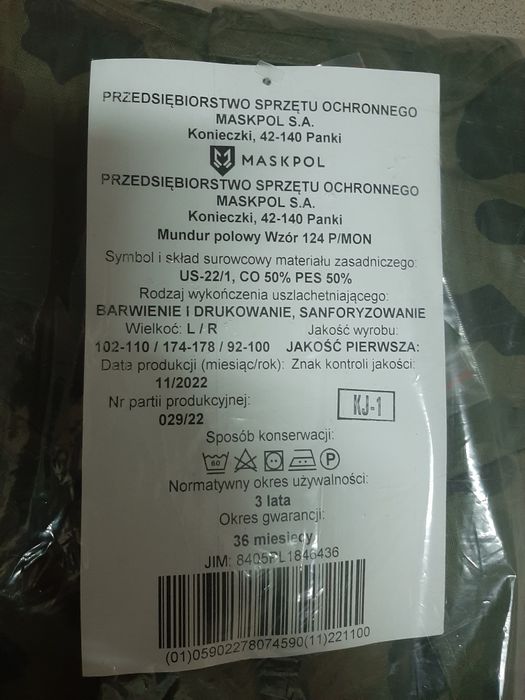 PRZEDSIĘBIORSTWO SPRZĘTU OCHRONNEGO
MASKPOL S.A.
Konieczki, 42-140 Panki
MASKPOL
PRZEDSIĘBIORSTWO SPRZĘTU OCHRONNEGO
MASKPOL S.A.
Konieczki, 42-140 Panki
Mundur polowy Wzór 124 P/MON
Symbol i skład surowcowy materiału zasadniczego:
US-22/1, CO 50% PES 50%
Rodzaj wykończenia uszlachetniającego:
BARWIENIE I DRUKOWANIE, SANFORYZOWANIE
Wielkoć: L / R Jakość wyrobu:
102-110 / 174-178 / 92-100 JAKOŚĆ PIERWSZA:
Data produkcji (miesiąc/rok): Znak kontroli jakości:
11/2022
Nr partii produkcyjnej: KJ-1
029/22
Sposób konserwacji:
60 P
Normatywny okres używalności:
3 lata
Okres gwarancji:
36 miesięcy
JIM: 8405PL1846436
(01)05902278074590(11)221100